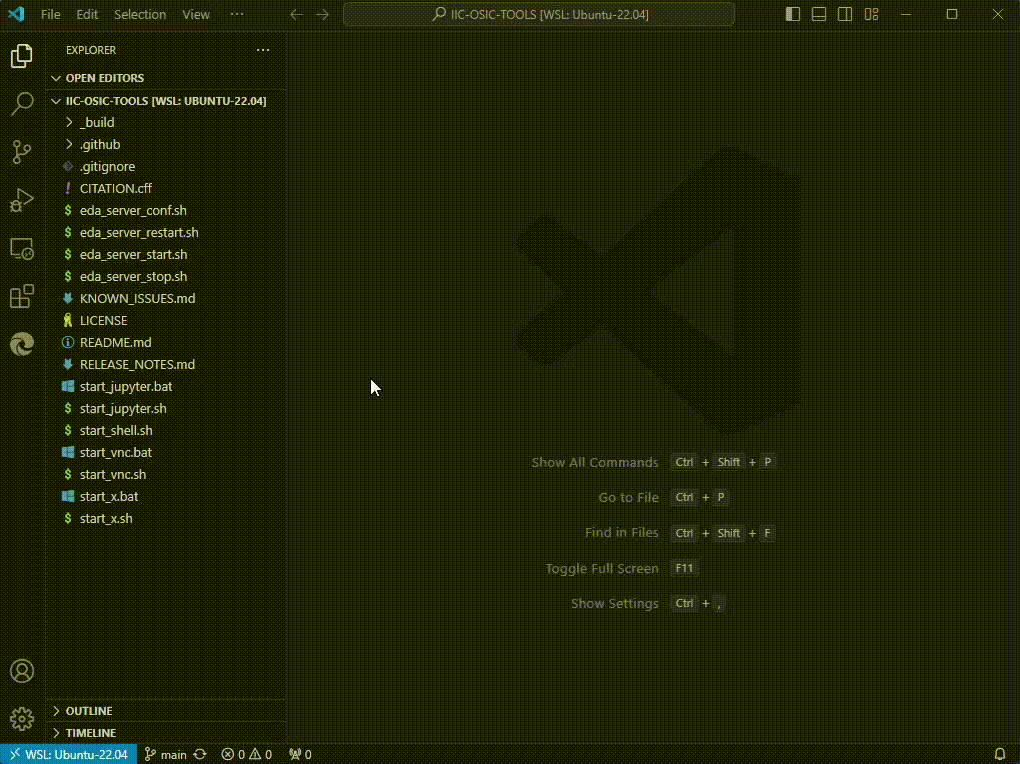 File Edit Selection View ···
IIC-OSIC-TOOLS [WSL: Ubuntu-22.04]
EXPLORER ···
OPEN EDITORS
IIC-OSIC-TOOLS [WSL: UBUNTU-22.04]
_build
.github
.gitignore
! CITATION.cff
$ eda_server_conf.sh
$ eda_server_restart.sh
$ eda_server_start.sh
$ eda_server_stop.sh
KNOWN_ISSUES.md
LICENSE
README.md
RELEASE_NOTES.md
start_jupyter.bat
$ start_jupyter.sh
$ start_shell.sh
start_vnc.bat
$ start_vnc.sh
start_x.bat
$ start_x.sh
Show All Commands Ctrl + Shift + P
Go to File Ctrl + P
Find in Files Ctrl + Shift + F
Toggle Full Screen F11
Show Settings Ctrl + ,
OUTLINE
TIMELINE
WSL: Ubuntu-22.04 main 0 0 0